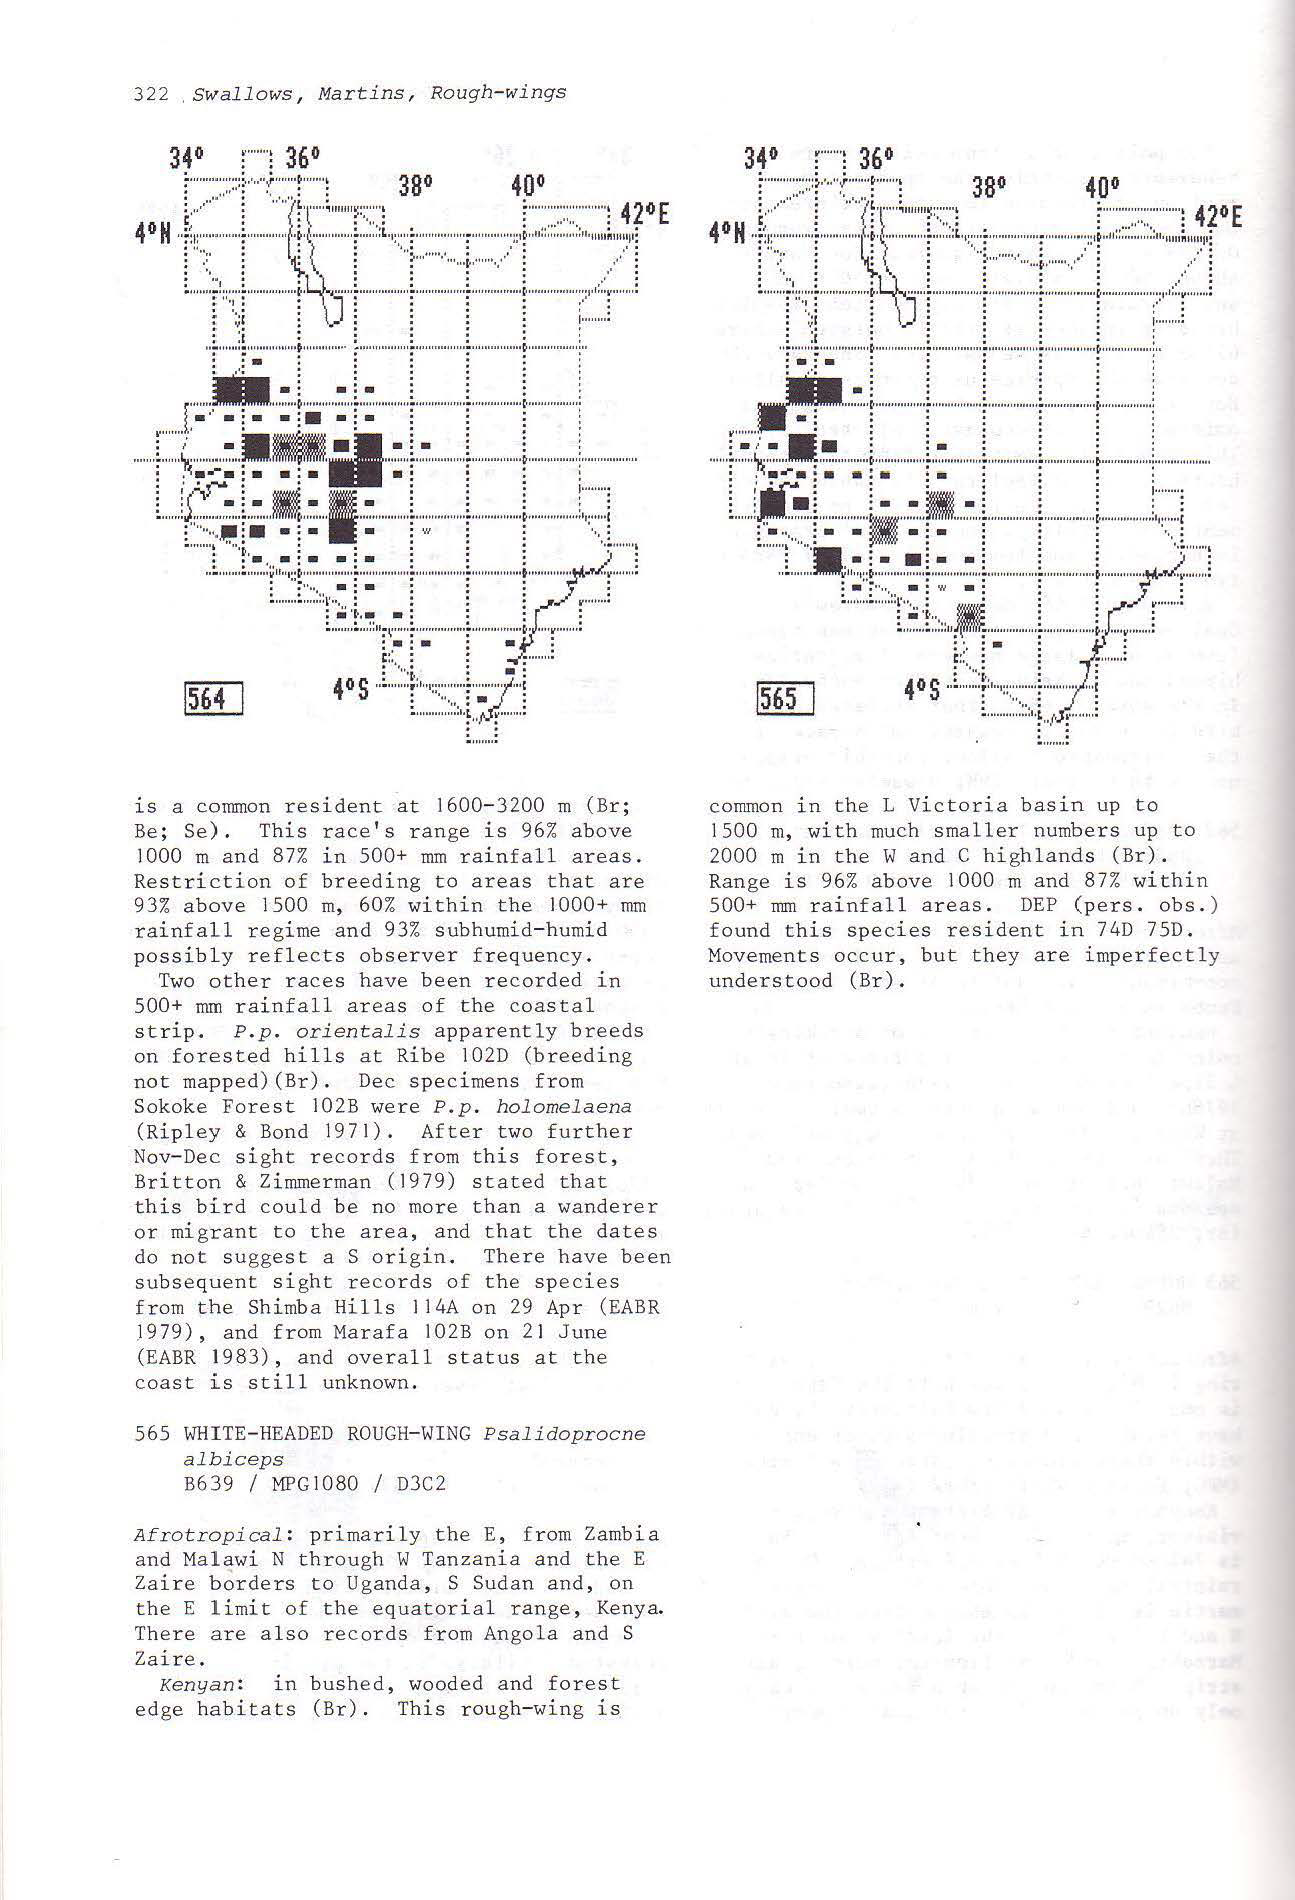 322 Swallows, Martins, Rough-wings
34° 36°
38° 40°
42°E
4°N
W
564
4°S
34° 36°
38° 40°
42°E
4°N
W
565
4°S
is a common resident at 1600-3200 m (Br;
Be; Se). This race's range is 96% above
1000 m and 87% in 500+ mm rainfall areas.
Restriction of breeding to areas that are
93% above 1500 m, 60% within the 1000+ mm
rainfall regime and 93% subhumid-humid
possibly reflects observer frequency.
Two other races have been recorded in
500+ mm rainfall areas of the coastal
strip. P.p. orientalis apparently breeds
on forested hills at Ribe 102D (breeding
not mapped)(Br). Dec specimens from
Sokoke Forest 102B were P.p. holomelaena
(Ripley & Bond 1971). After two further
Nov-Dec sight records from this forest,
Britton & Zimmerman (1979) stated that
this bird could be no more than a wanderer
or migrant to the area, and that the dates
do not suggest a S origin. There have been
subsequent sight records of the species
from the Shimba Hills 114A on 29 Apr (EABR
1979), and from Marafa 102B on 21 June
(EABR 1983), and overall status at the
coast is still unknown.
565 WHITE-HEADED ROUGH-WING Psalidoprocne
albiceps
B639 / MPG1080 / D3C2
Afrotropical: primarily the E, from Zambia
and Malawi N through W Tanzania and the E
Zaire borders to Uganda, S Sudan and, on
the E limit of the equatorial range, Kenya.
There are also records from Angola and S
Zaire.
Kenyan: in bushed, wooded and forest
edge habitats (Br). This rough-wing is
common in the L Victoria basin up to
1500 m, with much smaller numbers up to
2000 m in the W and C highlands (Br).
Range is 96% above 1000 m and 87% within
500+ mm rainfall areas. DEP (pers. obs.)
found this species resident in 74D 75D.
Movements occur, but they are imperfectly
understood (Br).